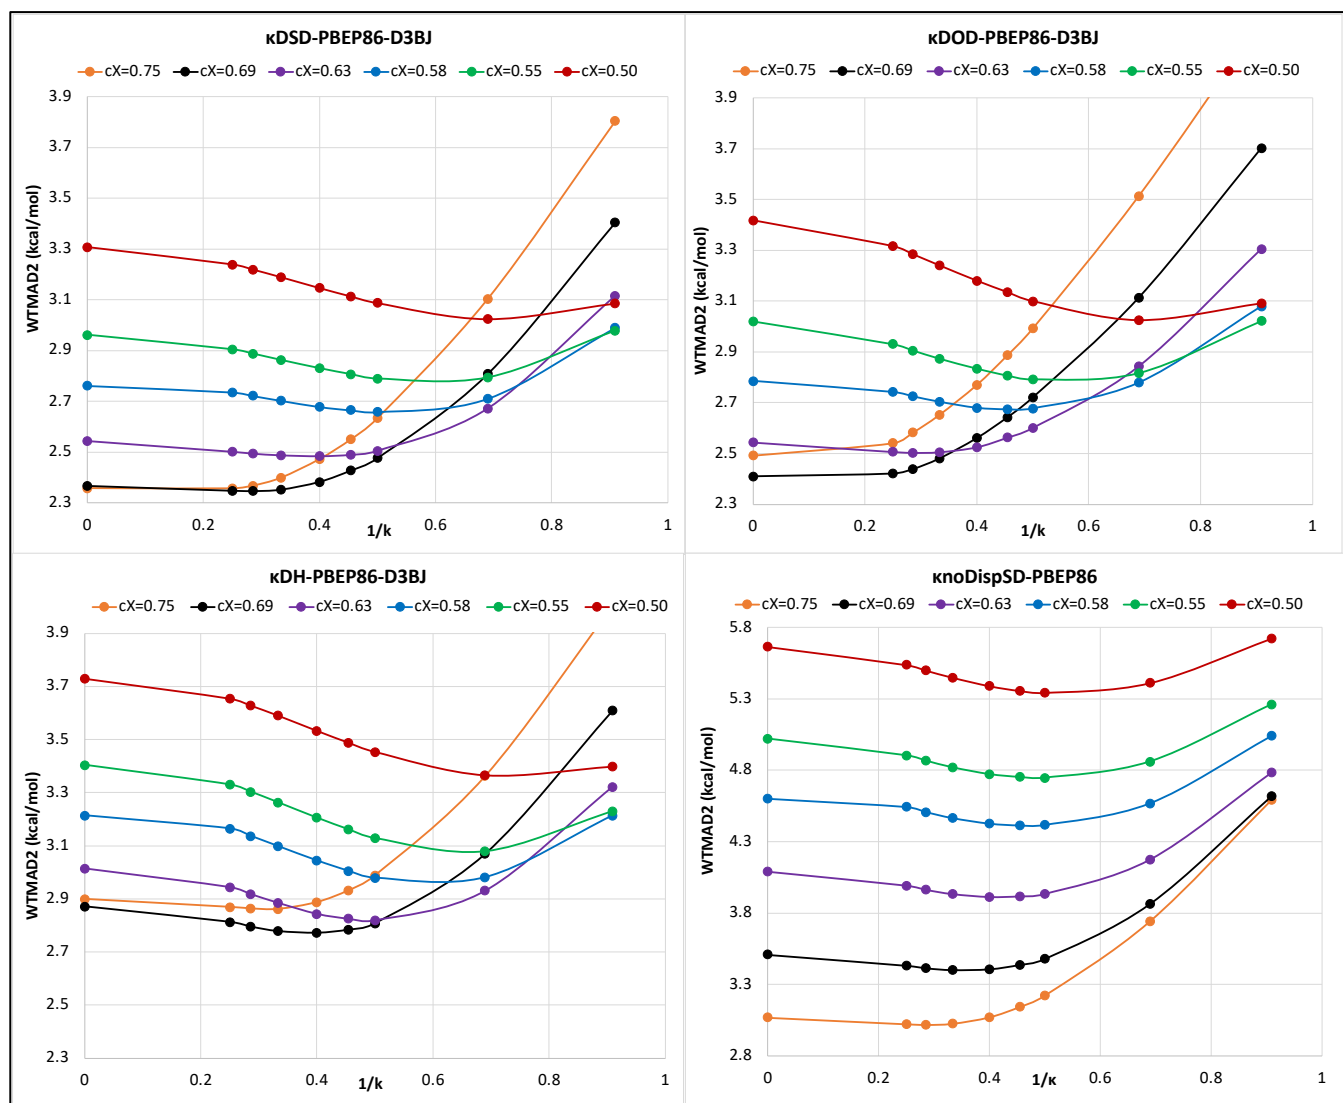 κDSD-PBEP86-D3BJ
cX=0.75 cX=0.69 cX=0.63 cX=0.58 cX=0.55 cX=0.50
3.9
3.7
3.5
3.3
3.1
2.9
2.7
2.5
2.3
WTMAD2 (kcal/mol)
0 0.2 0.4 0.6 0.8 1
1/k
κDOD-PBEP86-D3BJ
cX=0.75 cX=0.69 cX=0.63 cX=0.58 cX=0.55 cX=0.50
3.9
3.7
3.5
3.3
3.1
2.9
2.7
2.5
2.3
WTMAD2 (kcal/mol)
0 0.2 0.4 0.6 0.8 1
1/k
κDH-PBEP86-D3BJ
cX=0.75 cX=0.69 cX=0.63 cX=0.58 cX=0.55 cX=0.50
3.9
3.7
3.5
3.3
3.1
2.9
2.7
2.5
2.3
WTMAD2 (kcal/mol)
0 0.2 0.4 0.6 0.8 1
1/k
κnoDispSD-PBEP86
cX=0.75 cX=0.69 cX=0.63 cX=0.58 cX=0.55 cX=0.50
5.8
5.3
4.8
4.3
3.8
3.3
2.8
WTMAD2 (kcal/mol)
0 0.2 0.4 0.6 0.8 1
1/κ